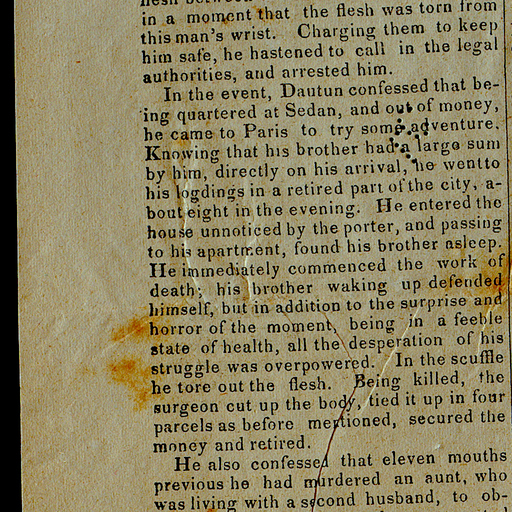 in a moment that the flesh was torn from
this man's wrist. Charging them to keep
him safe, he hastened to call in the legal
authorities, and arrested him.
In the event, Dautun confessed that be-
ing quartered at Sedan, and out of money,
he came to Paris to try some adventure.
Knowing that his brother had a large sum
by him, directly on his arrival, he wentto
his logdings in a retired part of the city, a-
bout eight in the evening. He entered the
house unnoticed by the porter, and passing
to his apartment, found his brother asleep.
He immediately commenced the work of
death; his brother waking up defended
himself, but in addition to the surprise and
horror of the moment, being in a feeble
state of health, all the desperation of his
struggle was overpowered. In the scuffle
he tore out the flesh. Being killed, the
surgeon cut up the body, tied it up in four
parcels as before mentioned, secured the
money and retired.
He also confessed that eleven mouths
previous he had murdered an aunt, who
was living with a second husband, to ob-